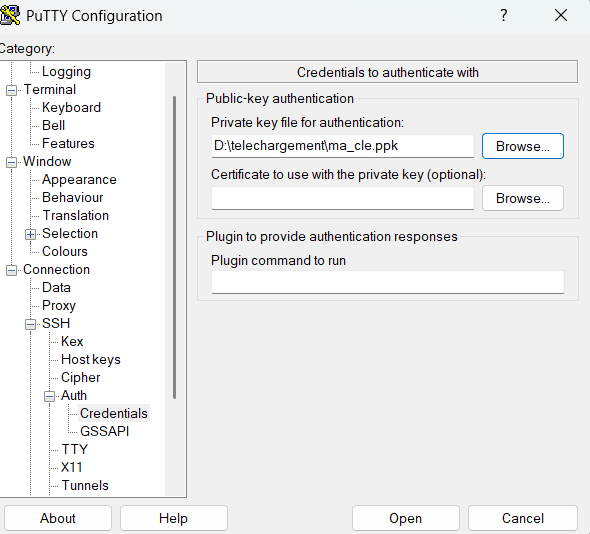 PuTTY Configuration
Category:
Logging
Terminal
Keyboard
Bell
Features
Window
Appearance
Behaviour
Translation
Selection
Colours
Connection
Data
Proxy
SSH
Kex
Host keys
Cipher
Auth
Credentials
GSSAPI
TTY
X11
Tunnels
Credentials to authenticate with
Public-key authentication
Private key file for authentication:
D:\telechargement\ma_cle.ppk
Browse...
Certificate to use with the private key (optional):
Browse...
Plugin to provide authentication responses
Plugin command to run
About
Help
Open
Cancel